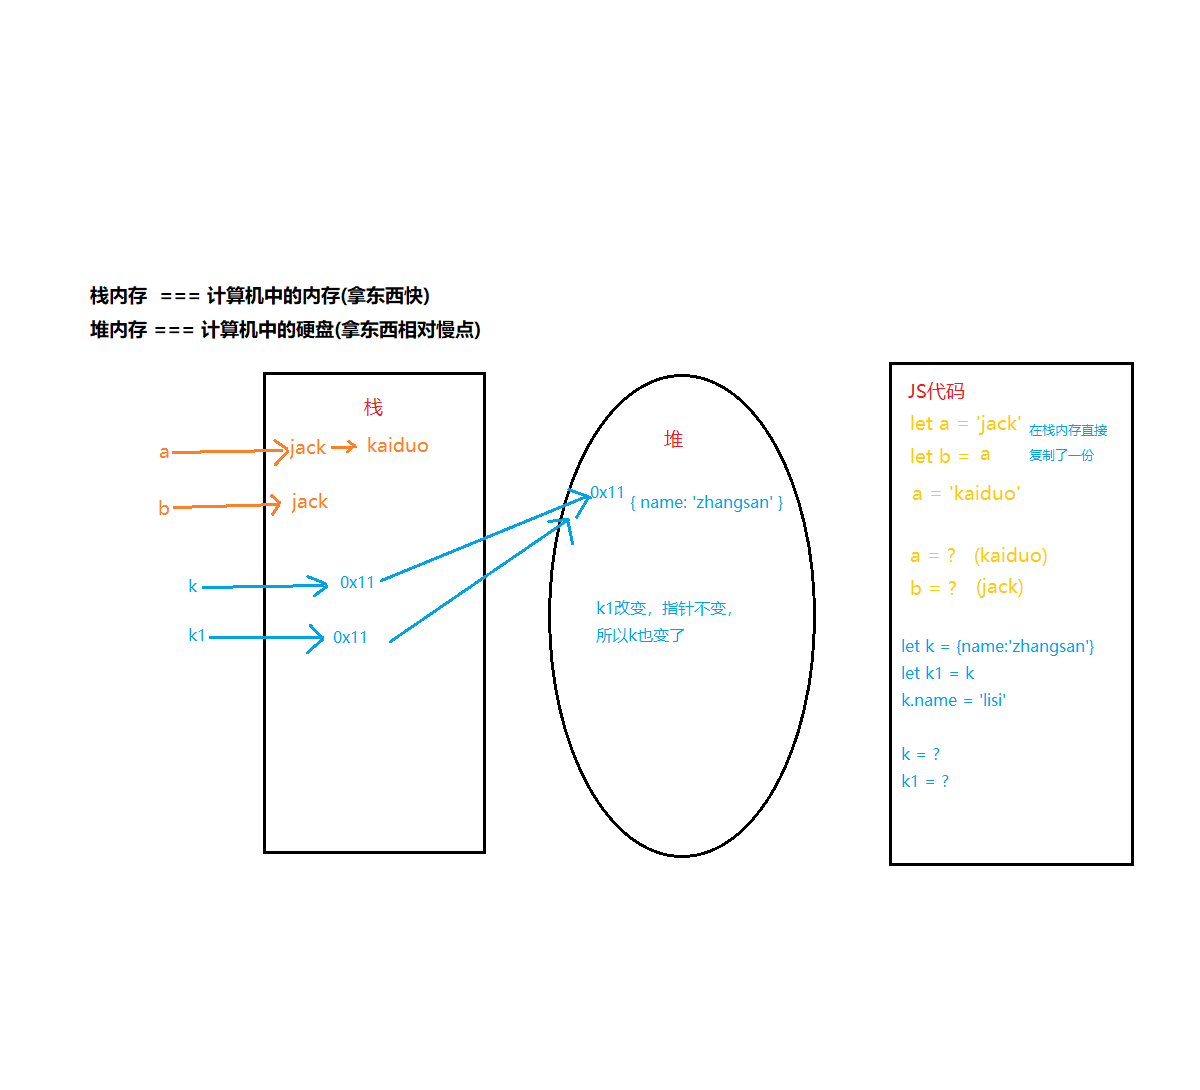 栈内存 === 计算机中的内存(拿东西快)
堆内存 === 计算机中的硬盘(拿东西相对慢点)
栈
a
jack
kaiduo
b
jack
k
0x11
k1
0x11
堆
0x11
{ name: 'zhangsan' }
k1改变，指针不变，
所以k也变了
JS代码
let a = 'jack'
let b = a
在栈内存直接
复制了一份
a = 'kaiduo'
a = ? (kaiduo)
b = ? (jack)
let k = {name:'zhangsan'}
let k1 = k
k.name = 'lisi'
k = ?
k1 = ?